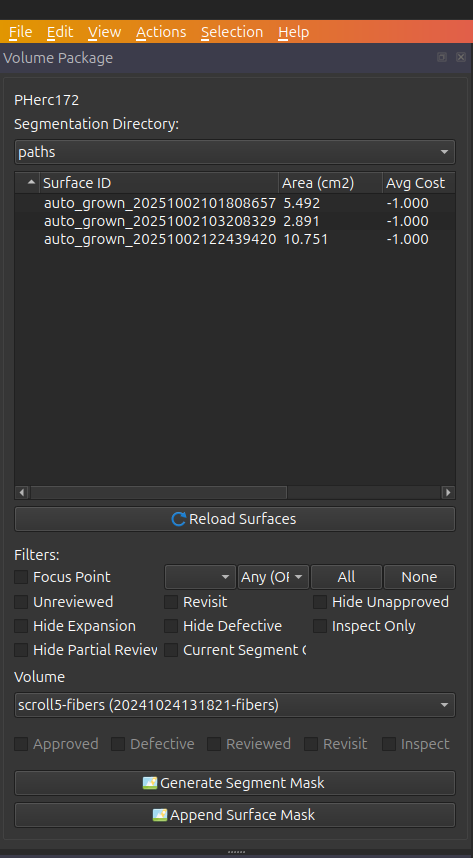 File Edit View Actions Selection Help
Volume Package
PHerc172
Segmentation Directory:
paths
Surface ID Area (cm2) Avg Cost
auto_grown_20251002101808657 5.492 -1.000
auto_grown_20251002103208329 2.891 -1.000
auto_grown_20251002122439420 10.751 -1.000
Reload Surfaces
Filters:
Focus Point Any (OR All None
Unreviewed Revisit Hide Unapproved
Hide Expansion Hide Defective Inspect Only
Hide Partial Review Current Segment
Volume
scroll5-fibers (20241024131821-fibers)
Approved Defective Reviewed Revisit Inspect
Generate Segment Mask
Append Surface Mask